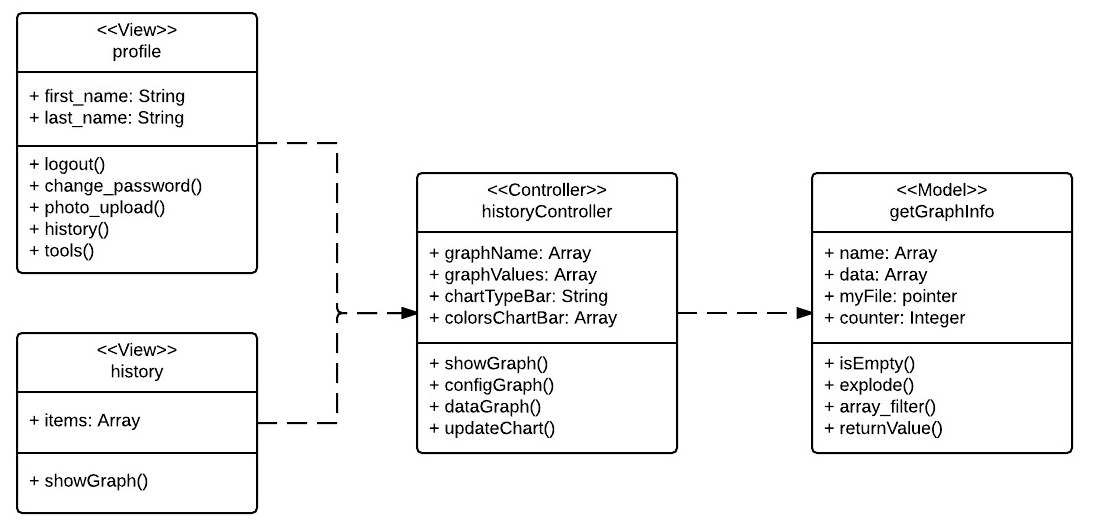 <<View>>
profile
+ first_name: String
+ last_name: String
+ logout()
+ change_password()
+ photo_upload()
+ history()
+ tools()
<<View>>
history
+ items: Array
+ showGraph()
<<Controller>>
historyController
+ graphName: Array
+ graphValues: Array
+ chartTypeBar: String
+ colorsChartBar: Array
+ showGraph()
+ configGraph()
+ dataGraph()
+ updateChart()
<<Model>>
getGraphInfo
+ name: Array
+ data: Array
+ myFile: pointer
+ counter: Integer
+ isEmpty()
+ explode()
+ array_filter()
+ returnValue()